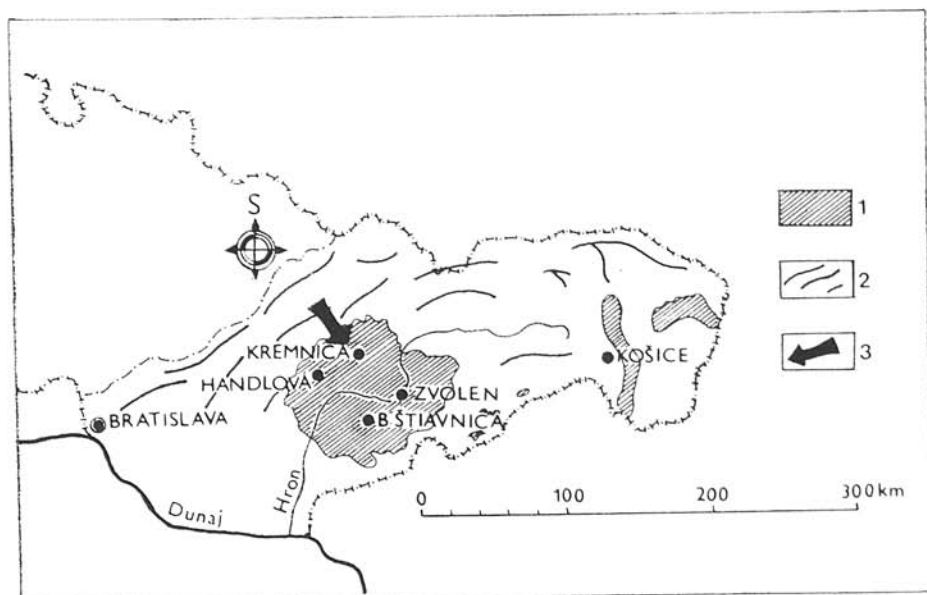 S
1
2
3
KREMNICA
HANDLOVA
ZVOLEN
B.ŠTIAVNICA
BRATISLAVA
KOŠICE
Hron
Dunaj
0 100 200 300 km